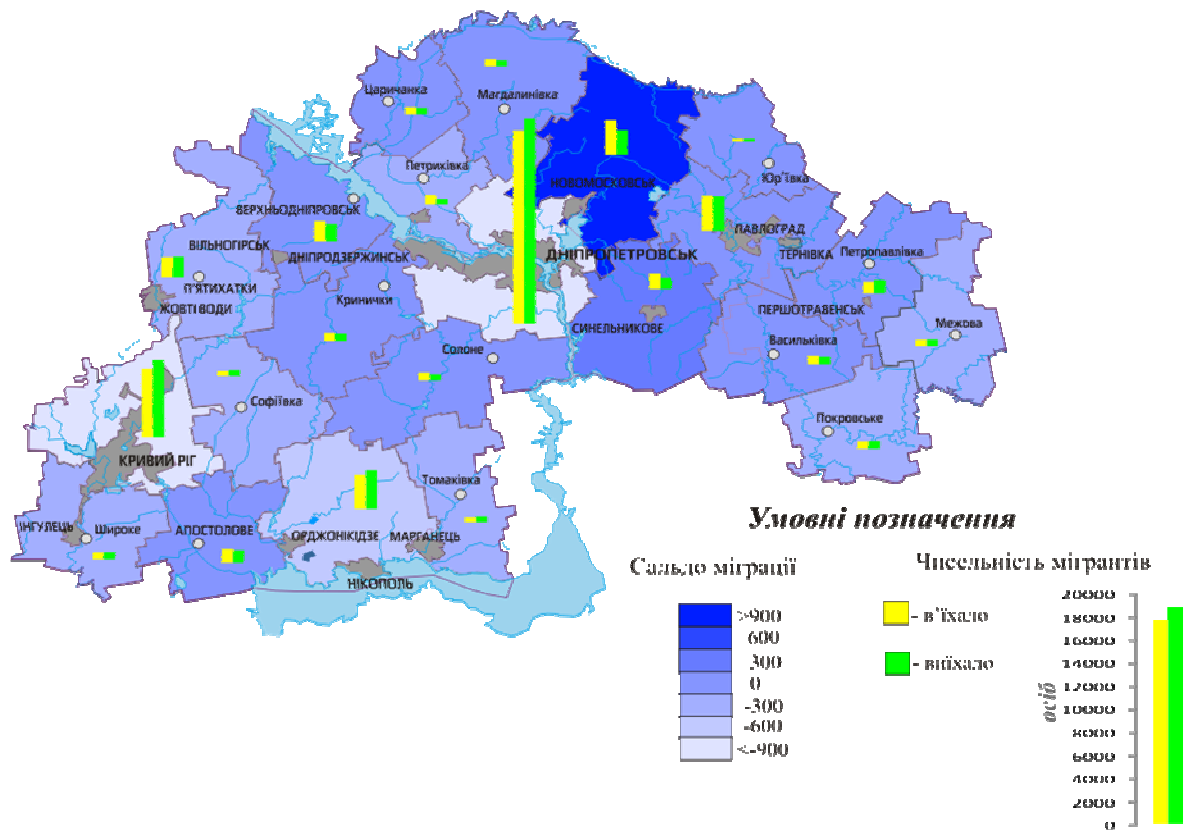 Царичанка
Магдалинівка
Петриківка
НОВОМОСКОВСЬК
Юр'ївка
ВЕРХНЬОДНІПРОВСЬК
ВІЛЬНОГІРСЬК
ПАВЛОГРАД
ДНІПРОДЗЕРЖИНСЬК
ДНІПРОПЕТРОВСЬК
ТЕРНІВКА
Петропавлівка
П'ЯТИХАТКИ
Кринички
ЖОВТІ ВОДИ
ПЕРШОТРАВЕНСЬК
СИНЕЛЬНИКОВЕ
Межова
Солоне
Васильківка
Софіївка
Покровське
КРИВИЙ РІГ
Томаківка
ІНГУЛЕЦЬ
Широке
АПОСТОЛОВЕ
ОРДЖОНІКІДЗЕ
МАРГАНЕЦЬ
НІКОПОЛЬ
Умовні позначення
Сальдо міграції
>900
600
300
0
-300
-600
<-900
Чисельність мігрантів
- в'їхало
- виїхало
осіб
20000
18000
16000
14000
12000
10000
8000
6000
4000
2000
0